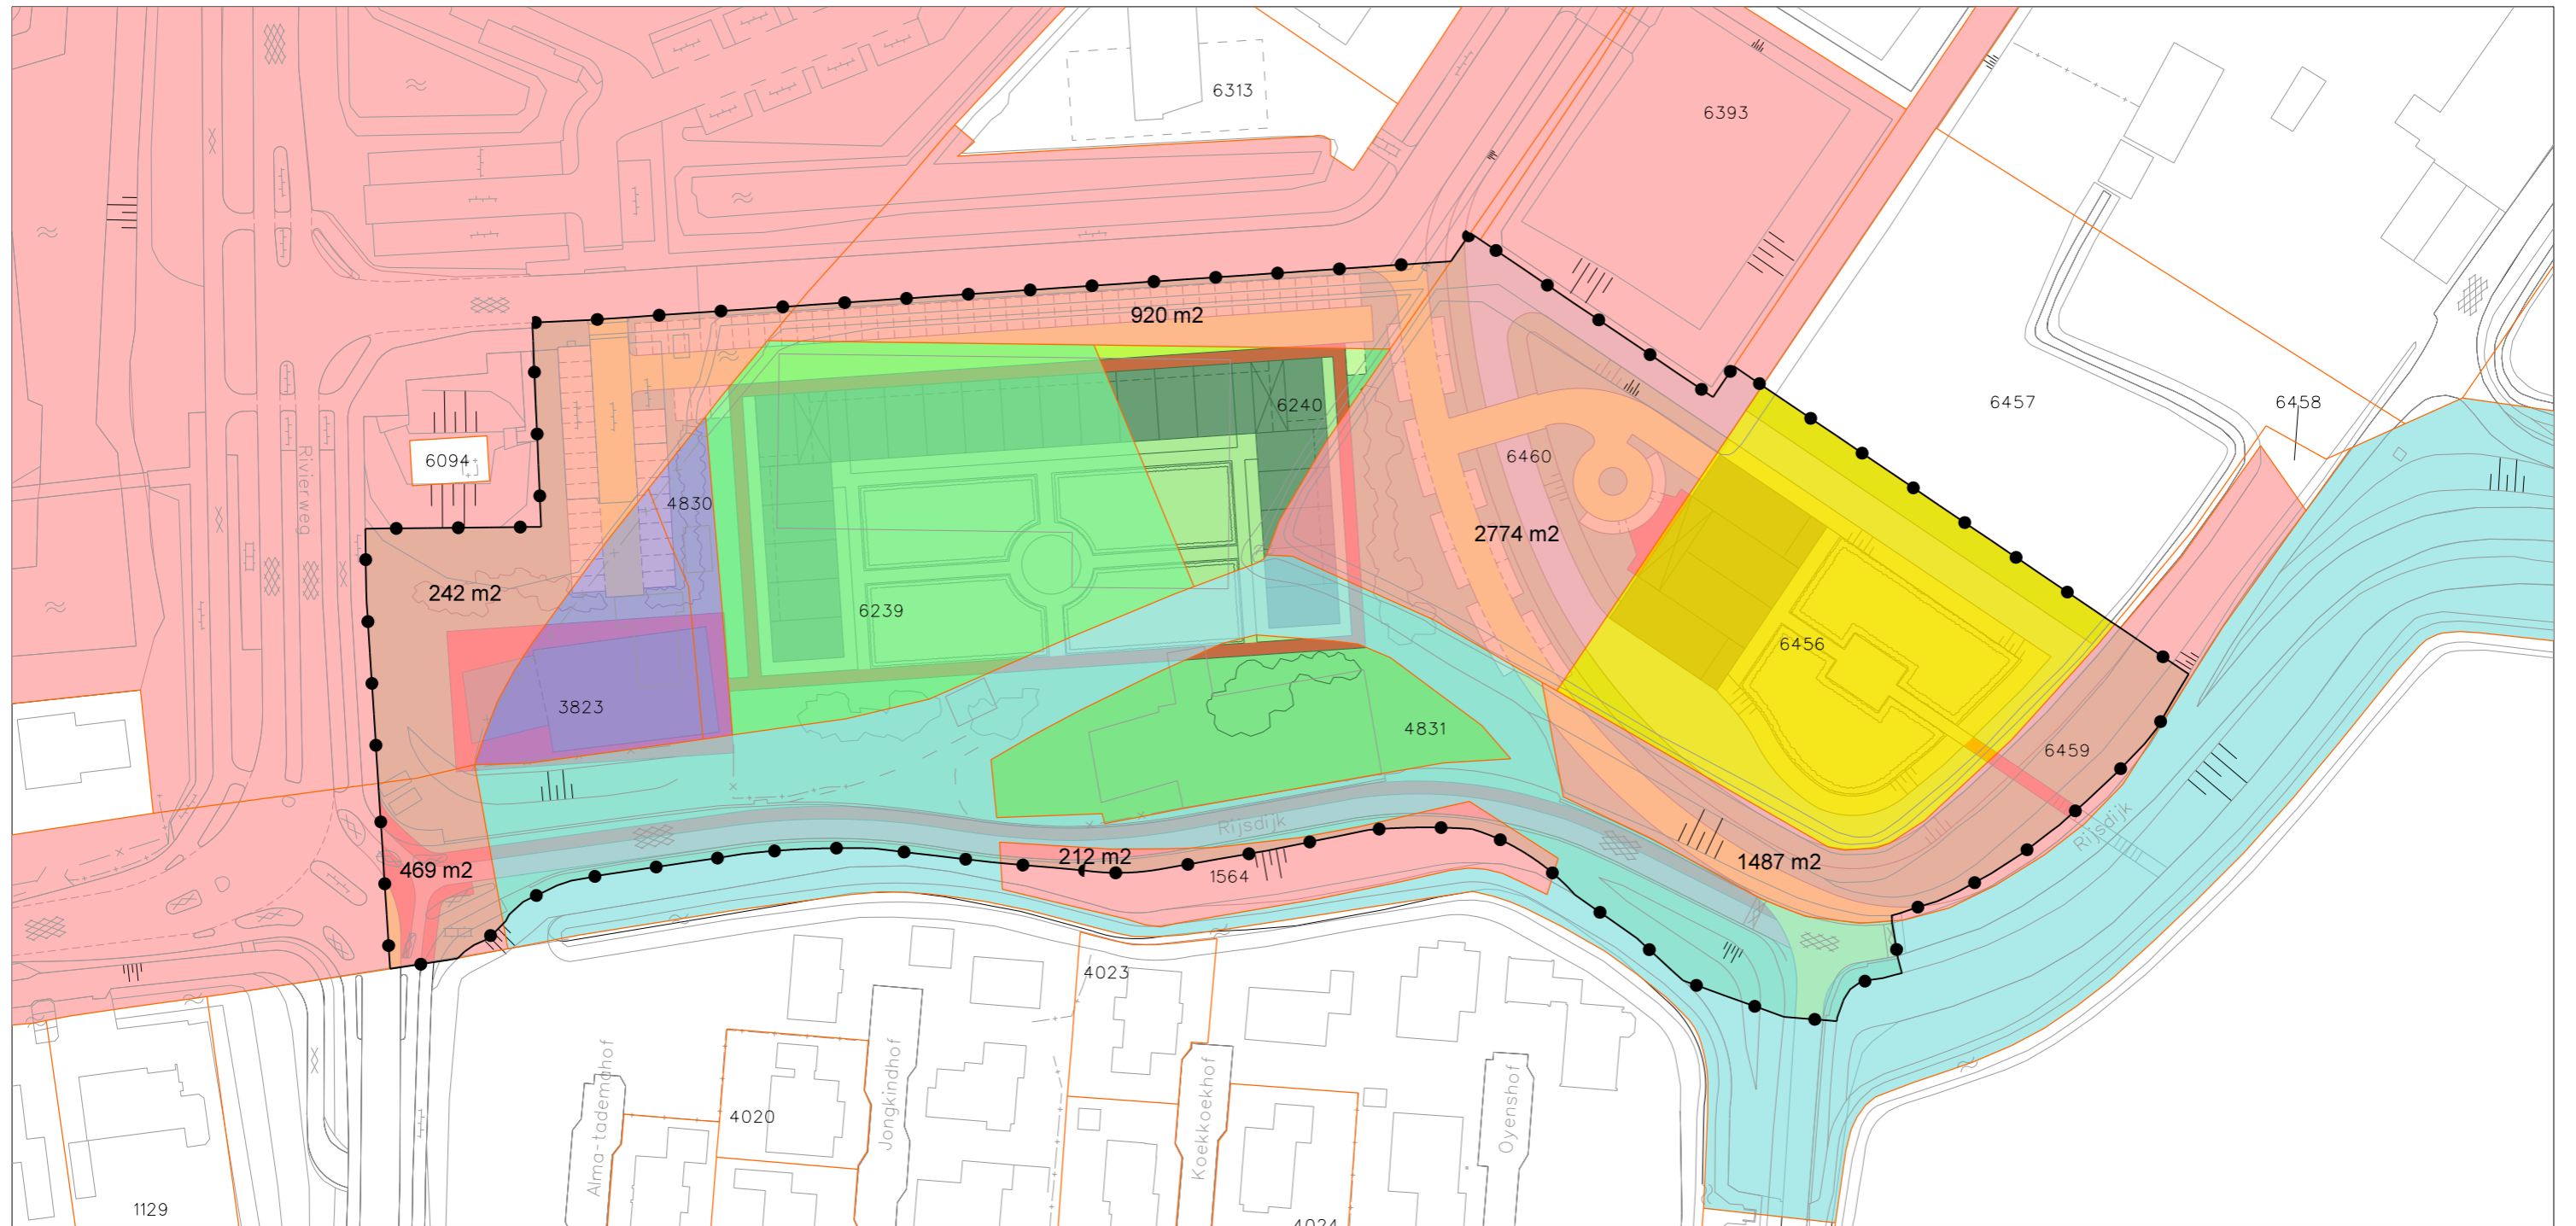 6313
6393
920 m2
6240
6457
6458
6094
Rivierweg
4830
6460
2774 m2
242 m2
6239
6456
3823
4831
6459
Rijsdijk
Rijsdijk
469 m2
212 m2
1564
1487 m2
4023
Alma-tademahof
Jongkindhof
Koekkoekhof
Oyenshof
4020
1129
4024